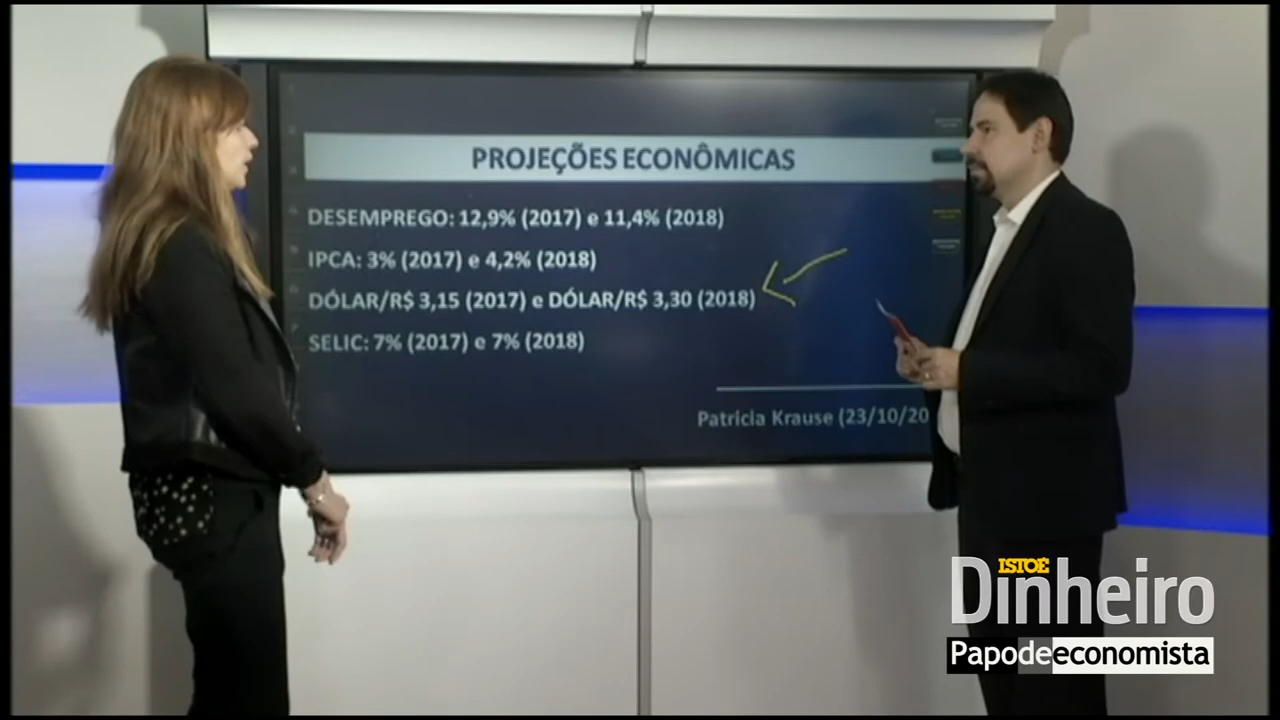 PROJEÇÕES ECONÔMICAS
DESEMPREGO: 12,9% (2017) e 11,4% (2018)
IPCA: 3% (2017) e 4,2% (2018)
DÓLAR/R$ 3,15 (2017) e DÓLAR/R$ 3,30 (2018)
SELIC: 7% (2017) e 7% (2018)
Patrícia Krause (23/10/20
ISTOÉ
Dinheiro
Papodeeconomista